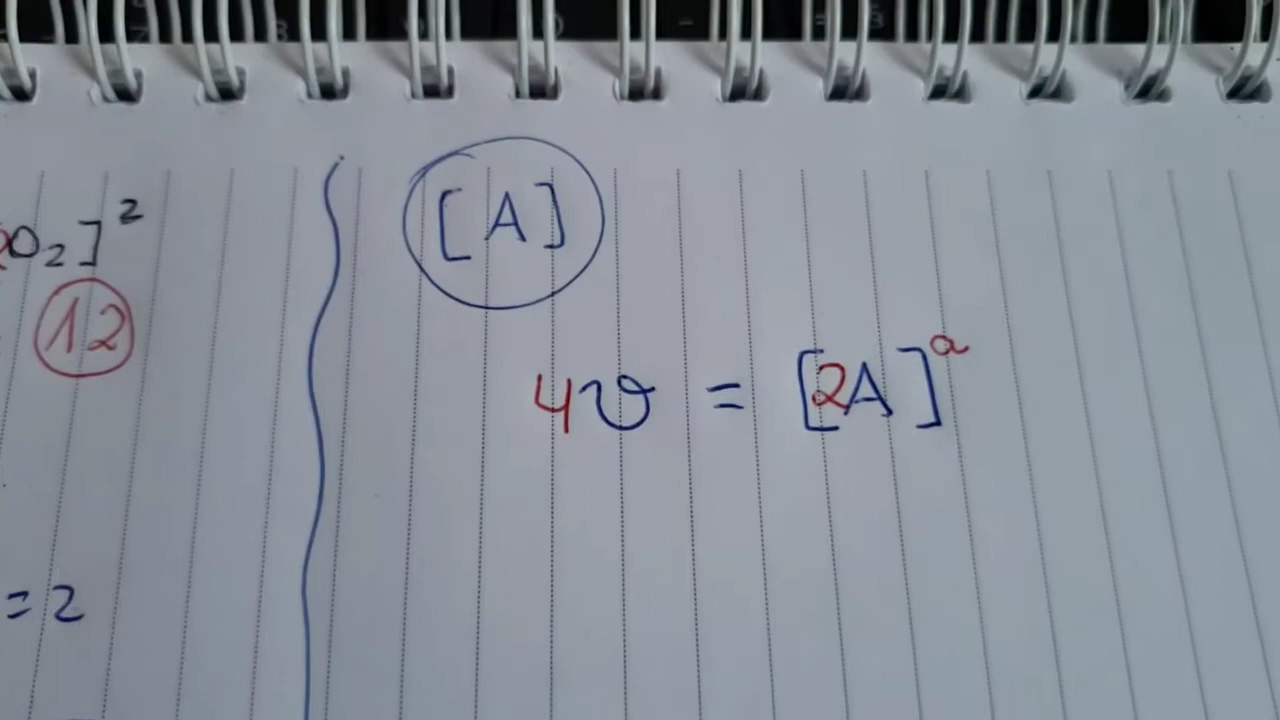 O₂]²
12
= 2
[A]
4v = [2A]ᵃ